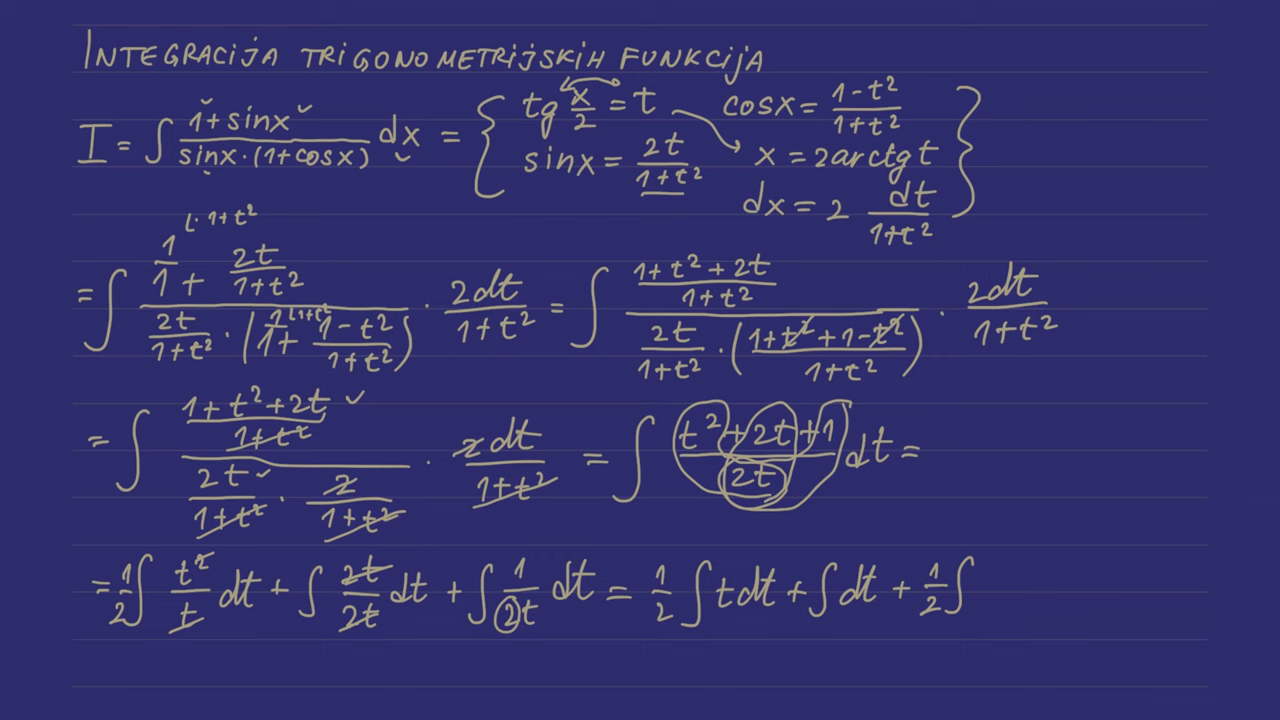 INTEGRACIJA TRIGONOMETRIJSKIH FUNKCIJA
I = ∫ (1+sinx)/(sinx·(1+cosx)) dx = { tg x/2 = t cosx = (1-t²)/(1+t²)
sinx = 2t/(1+t²) x = 2arctg t
dx = 2 dt/(1+t²) }
= ∫ (1/1 + 2t/(1+t²))/(2t/(1+t²) · (1 + (1-t²)/(1+t²))) · 2dt/(1+t²) = ∫ ((1+t²+2t)/(1+t²))/(2t/(1+t²) · ((1+t²+1-t²)/(1+t²))) · 2dt/(1+t²)
= ∫ ((1+t²+2t)/(1+t²))/(2t/(1+t²) · 2/(1+t²)) · 2dt/(1+t²) = ∫ (t²+2t+1)/(2t) dt =
= 1/2 ∫ t²/t dt + ∫ 2t/2t dt + ∫ 1/2t dt = 1/2 ∫ t dt + ∫ dt + 1/2 ∫